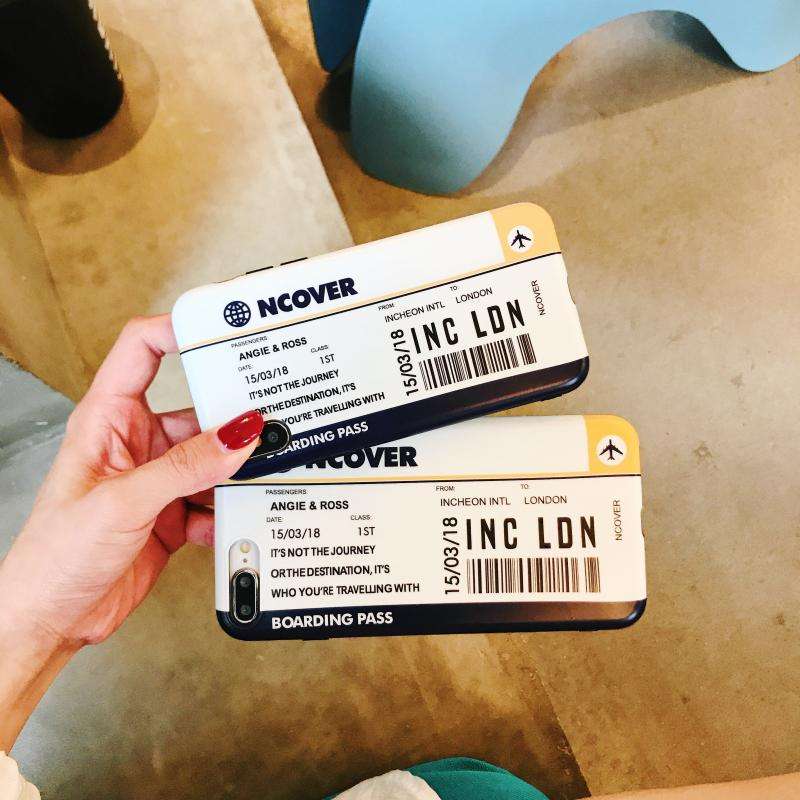 NCOVER
PASSENGERS:
ANGIE & ROSS
DATE:
CLASS:
15/03/18
1ST
IT'S NOT THE JOURNEY
OR THE DESTINATION, IT'S
YOU'RE TRAVELLING WITH
BOARDING PASS
FROM:
TO:
INCHEON INTL
LONDON
15/03/18
INC LDN
NCOVER
NCOVER
PASSENGERS:
ANGIE & ROSS
DATE:
CLASS:
15/03/18
1ST
IT'S NOT THE JOURNEY
OR THE DESTINATION, IT'S
WHO YOU'RE TRAVELLING WITH
BOARDING PASS
FROM:
TO:
INCHEON INTL
LONDON
15/03/18
INC LDN
NCOVER